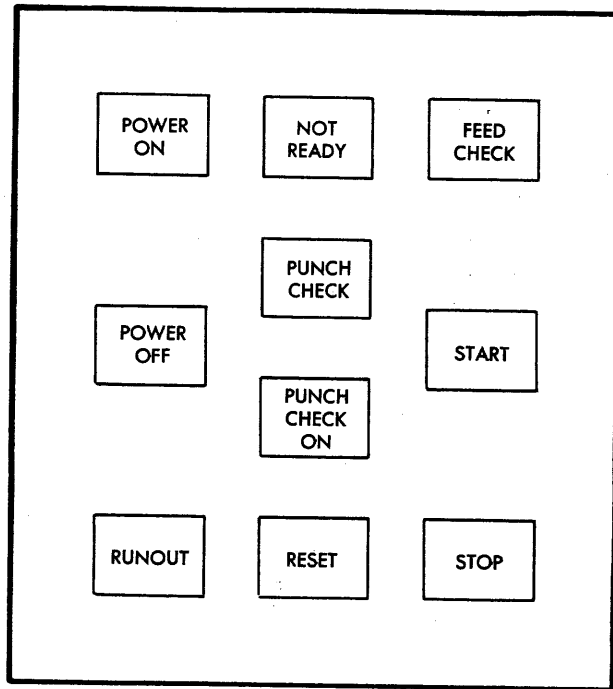 POWER
ON
NOT
READY
FEED
CHECK
PUNCH
CHECK
POWER
OFF
START
PUNCH
CHECK
ON
RUNOUT
RESET
STOP